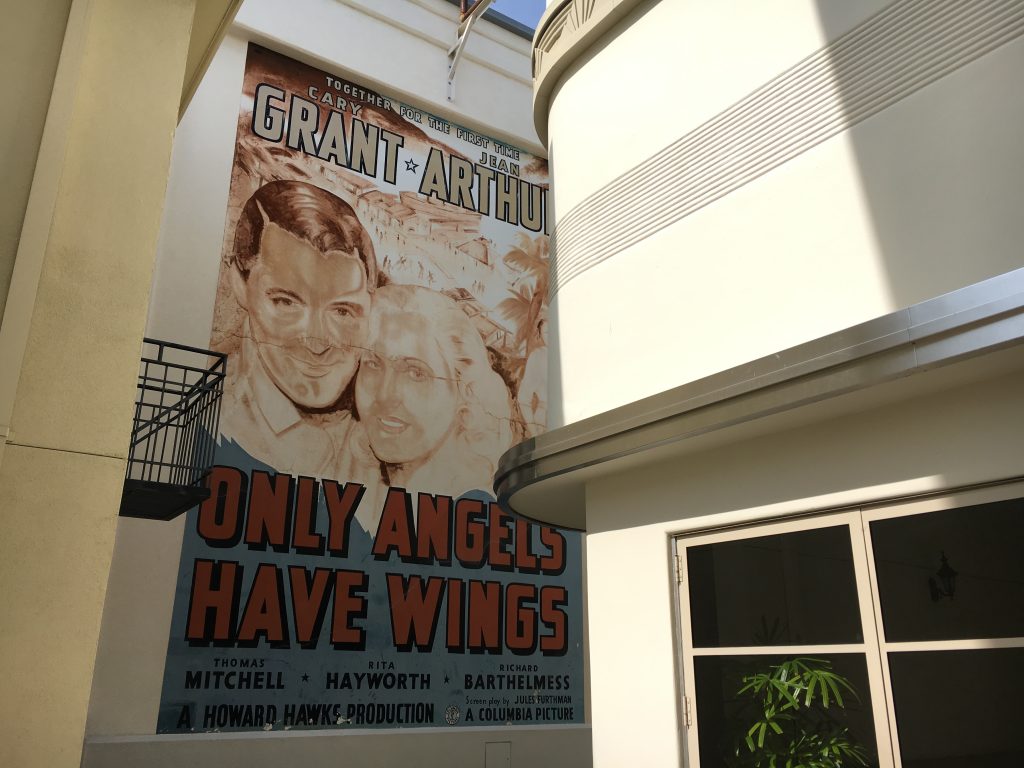 TOGETHER FOR THE FIRST TIME
CARY
GRANT ☆ ARTHU
JEAN
ONLY ANGELS
HAVE WINGS
THOMAS
MITCHELL ★
RITA
HAYWORTH ★
RICHARD
BARTHELMESS
Screen play by JULES FURTHMAN
A HOWARD HAWKS PRODUCTION
A COLUMBIA PICTURE